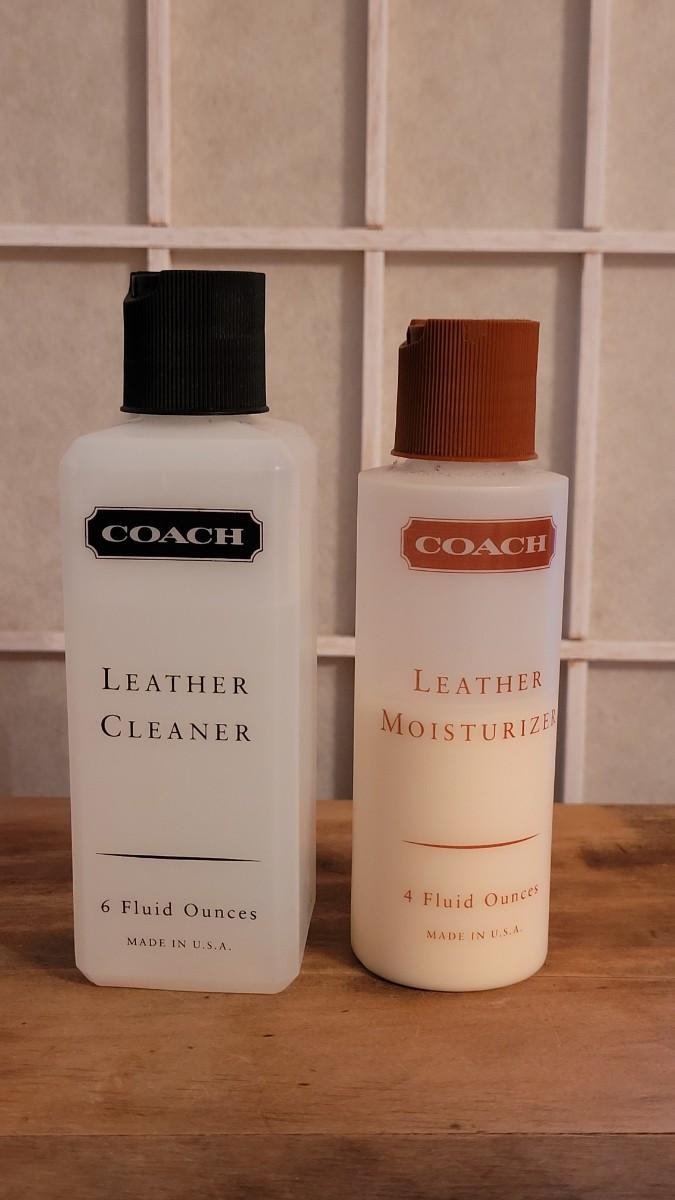 COACH
LEATHER
CLEANER
6 Fluid Ounces
MADE IN U.S.A.
COACH
LEATHER
MOISTURIZER
4 Fluid Ounces
MADE IN U.S.A.